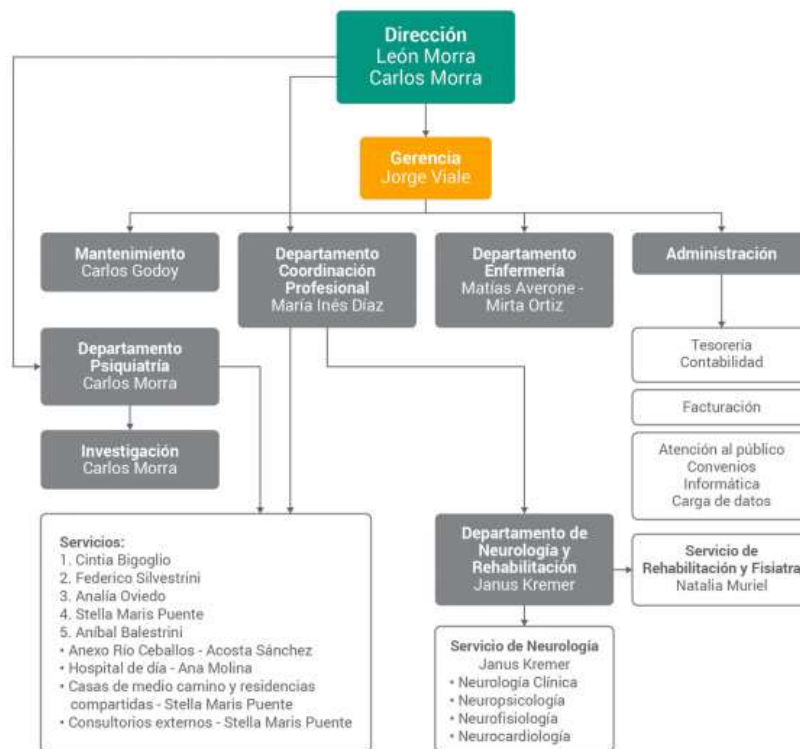 Dirección
León Morra
Carlos Morra
Gerencia
Jorge Viale
Mantenimiento
Carlos Godoy
Departamento
Coordinación
Profesional
María Inés Díaz
Departamento
Enfermería
Matías Averone -
Mirta Ortiz
Administración
Departamento
Psiquiatría
Carlos Morra
Tesorería
Contabilidad
Facturación
Investigación
Carlos Morra
Atención al público
Convenios
Informática
Carga de datos
Servicios:
1. Cintia Bigoglio
2. Federico Silvestrini
3. Analía Oviedo
4. Stella Maris Puente
5. Aníbal Balestrini
• Anexo Río Ceballos - Acosta Sánchez
• Hospital de día - Ana Molina
• Casas de medio camino y residencias
compartidas - Stella Maris Puente
• Consultorios externos - Stella Maris Puente
Departamento de
Neurología y
Rehabilitación
Janus Kremer
Servicio de
Rehabilitación y Fisiatra
Natalia Muriel
Servicio de Neurología
Janus Kremer
• Neurología Clínica
• Neuropsicología
• Neurofisiología
• Neurocardiología